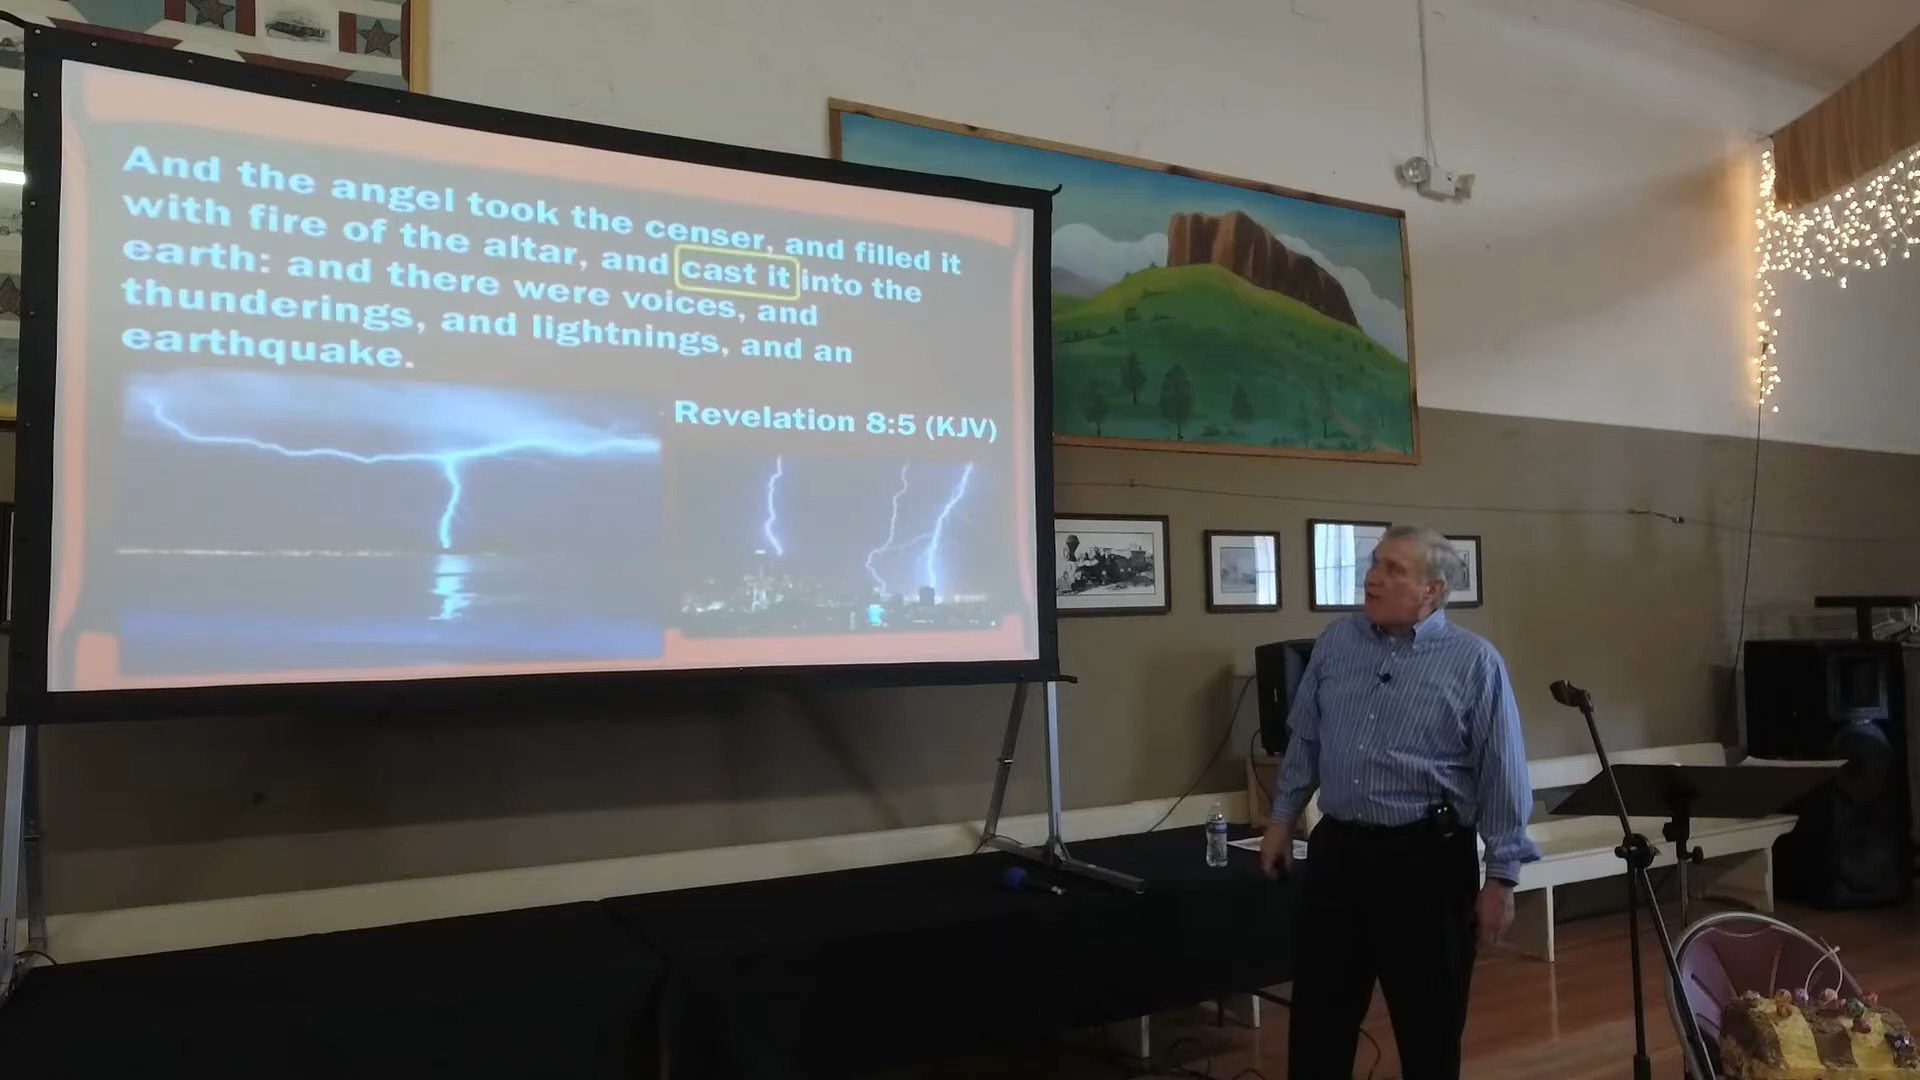 And the angel took the censer, and filled it
with fire of the altar, and cast it into the
earth: and there were voices, and
thunderings, and lightnings, and an
earthquake.
Revelation 8:5 (KJV)